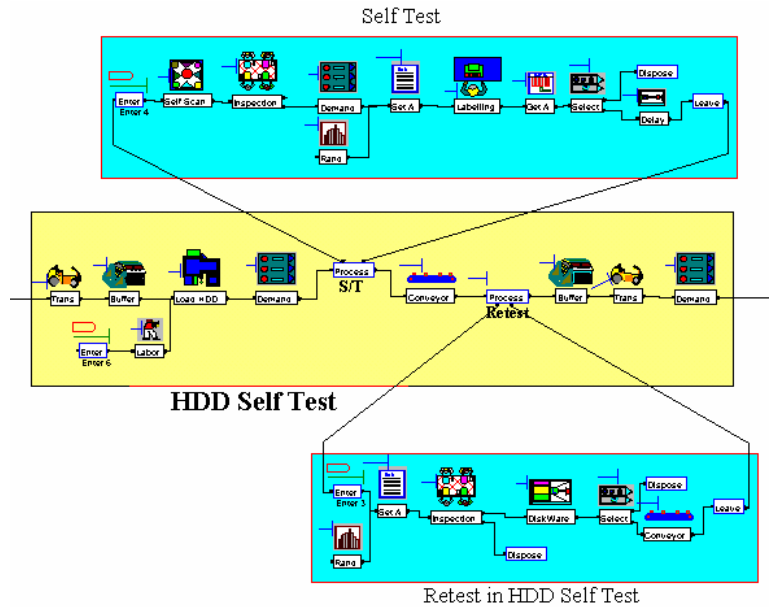 Self Test
Enter
Enter 4
Self Scan
Inspection
Demand
Rang
Set A
Labelling
Get A
Select
Dispose
Delay
Leave
Trans
Buffer
Load HDD
Demand
Process
S/T
Conveyor
Process
Retest
Buffer
Trans
Demand
Enter
Enter 6
Labor
HDD Self Test
Enter
Enter 3
Rang
Set A
Inspection
Dispose
DiskWare
Select
Dispose
Conveyor
Leave
Retest in HDD Self Test